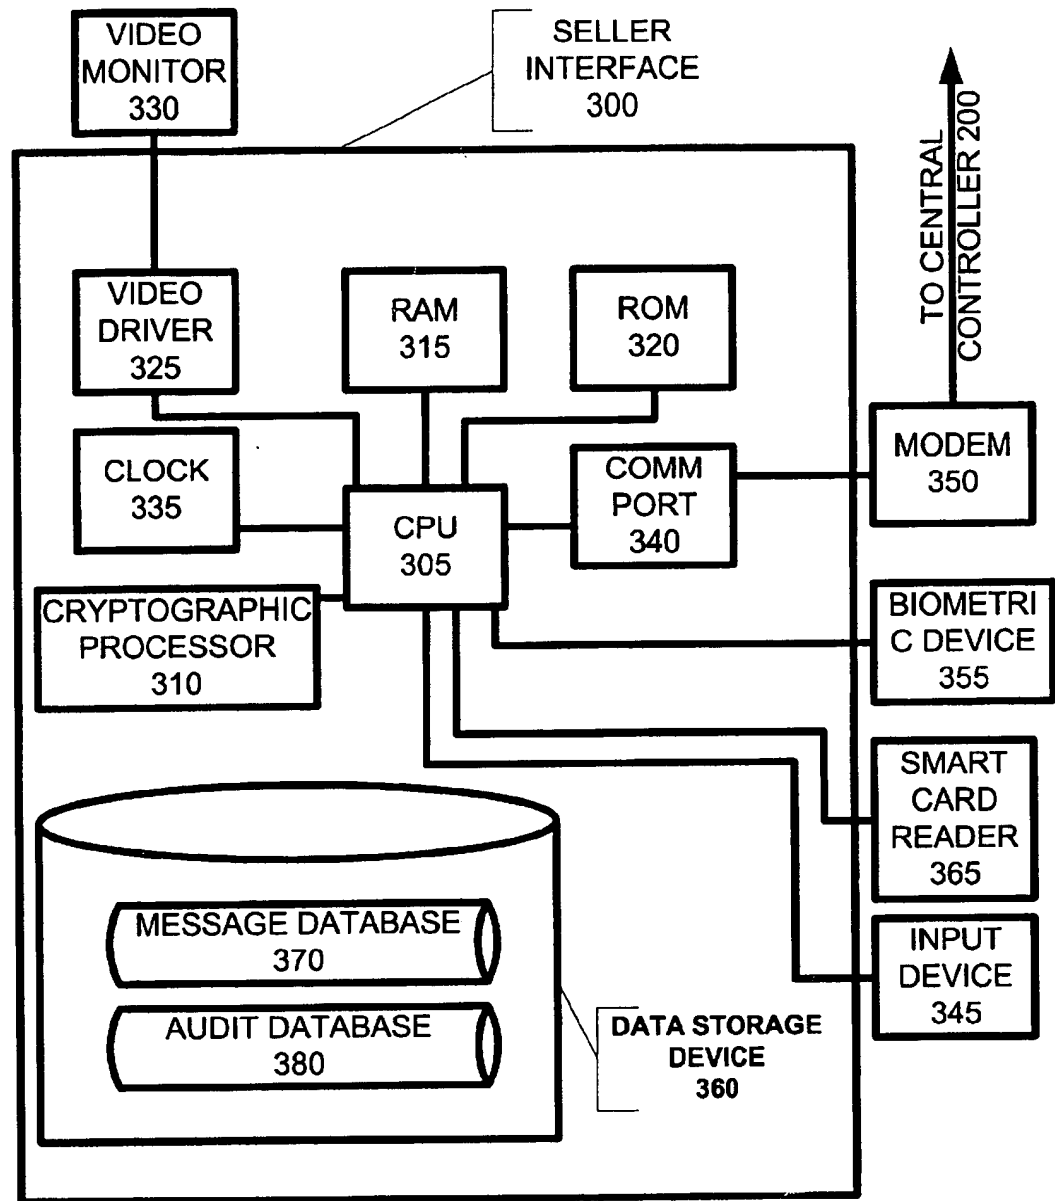 VIDEO
MONITOR
330
SELLER
INTERFACE
300
TO CENTRAL
CONTROLLER 200
VIDEO
DRIVER
325
RAM
315
ROM
320
CLOCK
335
CPU
305
COMM
PORT
340
MODEM
350
CRYPTOGRAPHIC
PROCESSOR
310
BIOMETRI
C DEVICE
355
SMART
CARD
READER
365
MESSAGE DATABASE
370
INPUT
DEVICE
345
AUDIT DATABASE
380
DATA STORAGE
DEVICE
360